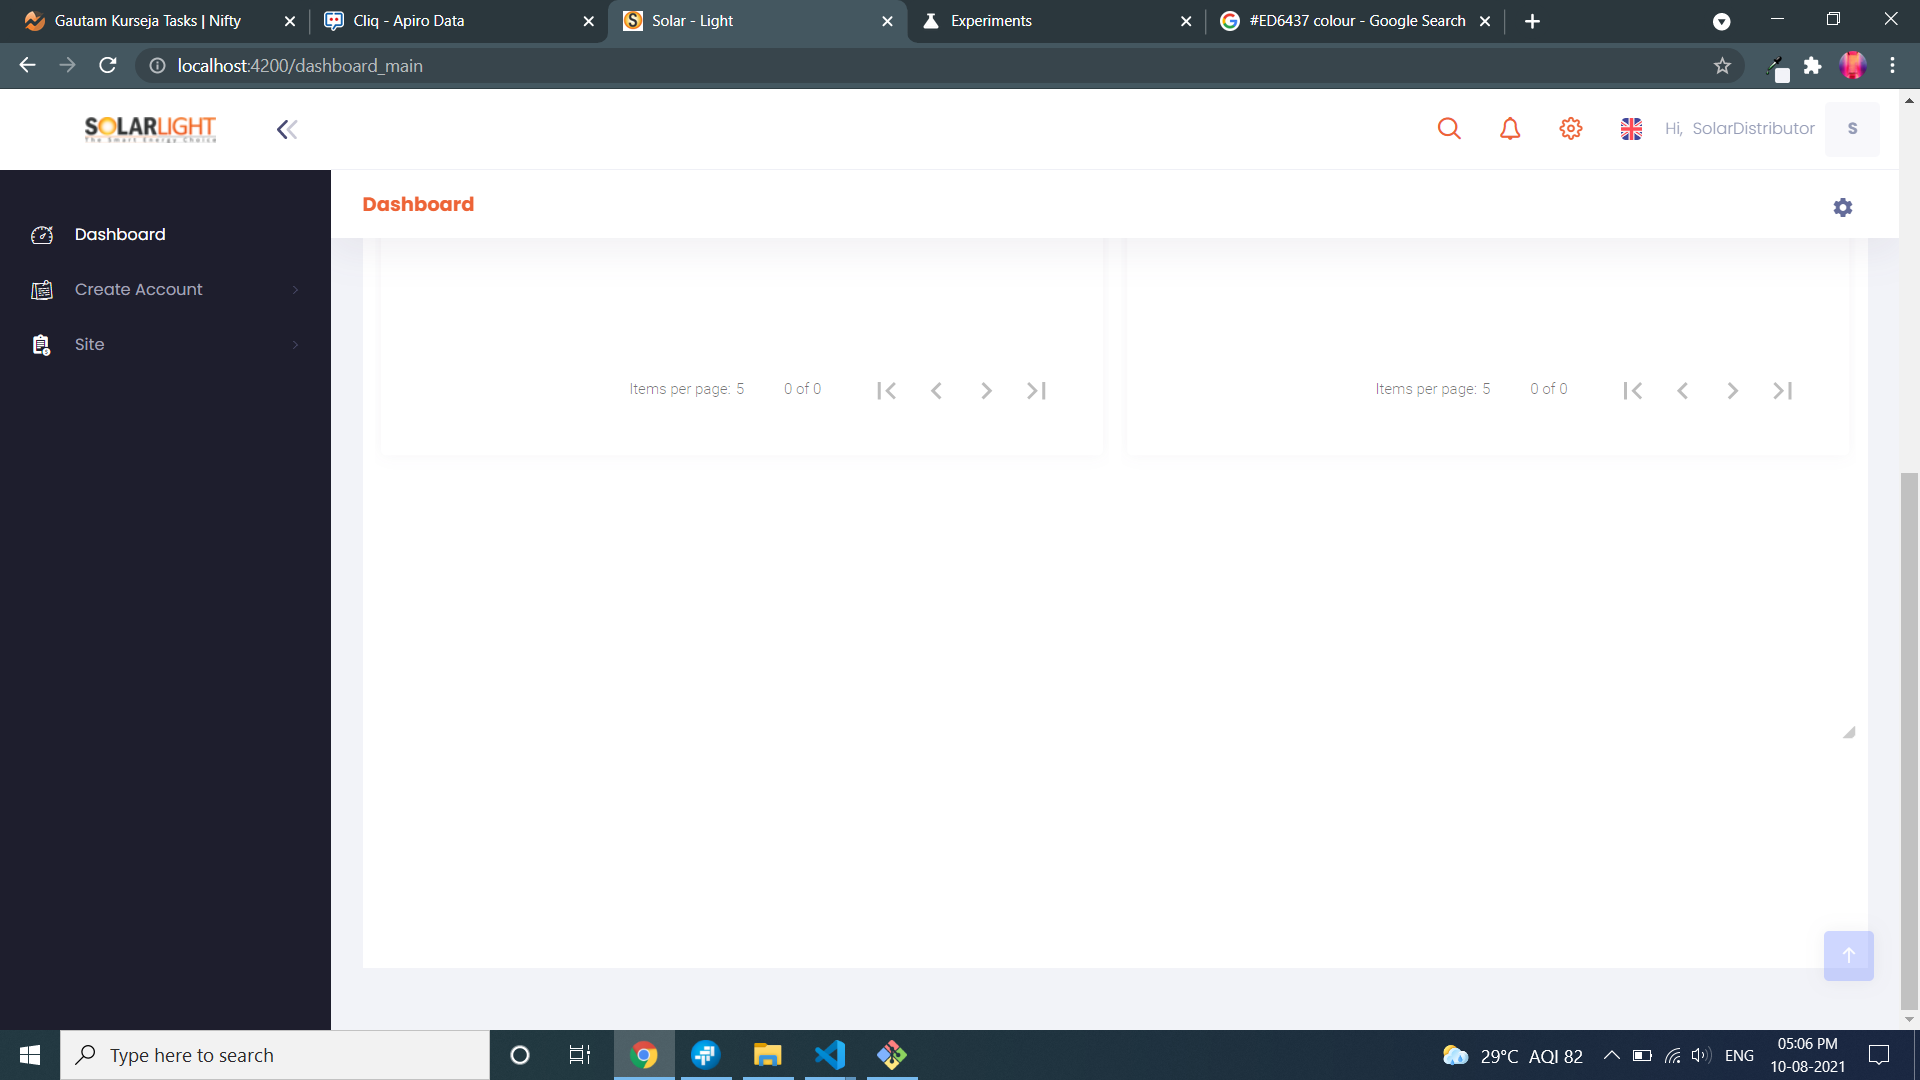 Gautam Kurseja Tasks | Nifty
Cliq - Apiro Data
Solar - Light
Experiments
#ED6437 colour - Google Search
localhost:4200/dashboard_main
SOLARLIGHT
The Smart Energy Choice
Hi, SolarDistributor
S
Dashboard
Dashboard
Create Account
Site
Items per page: 5
0 of 0
Items per page: 5
0 of 0
Type here to search
29°C AQI 82
ENG
05:06 PM
10-08-2021